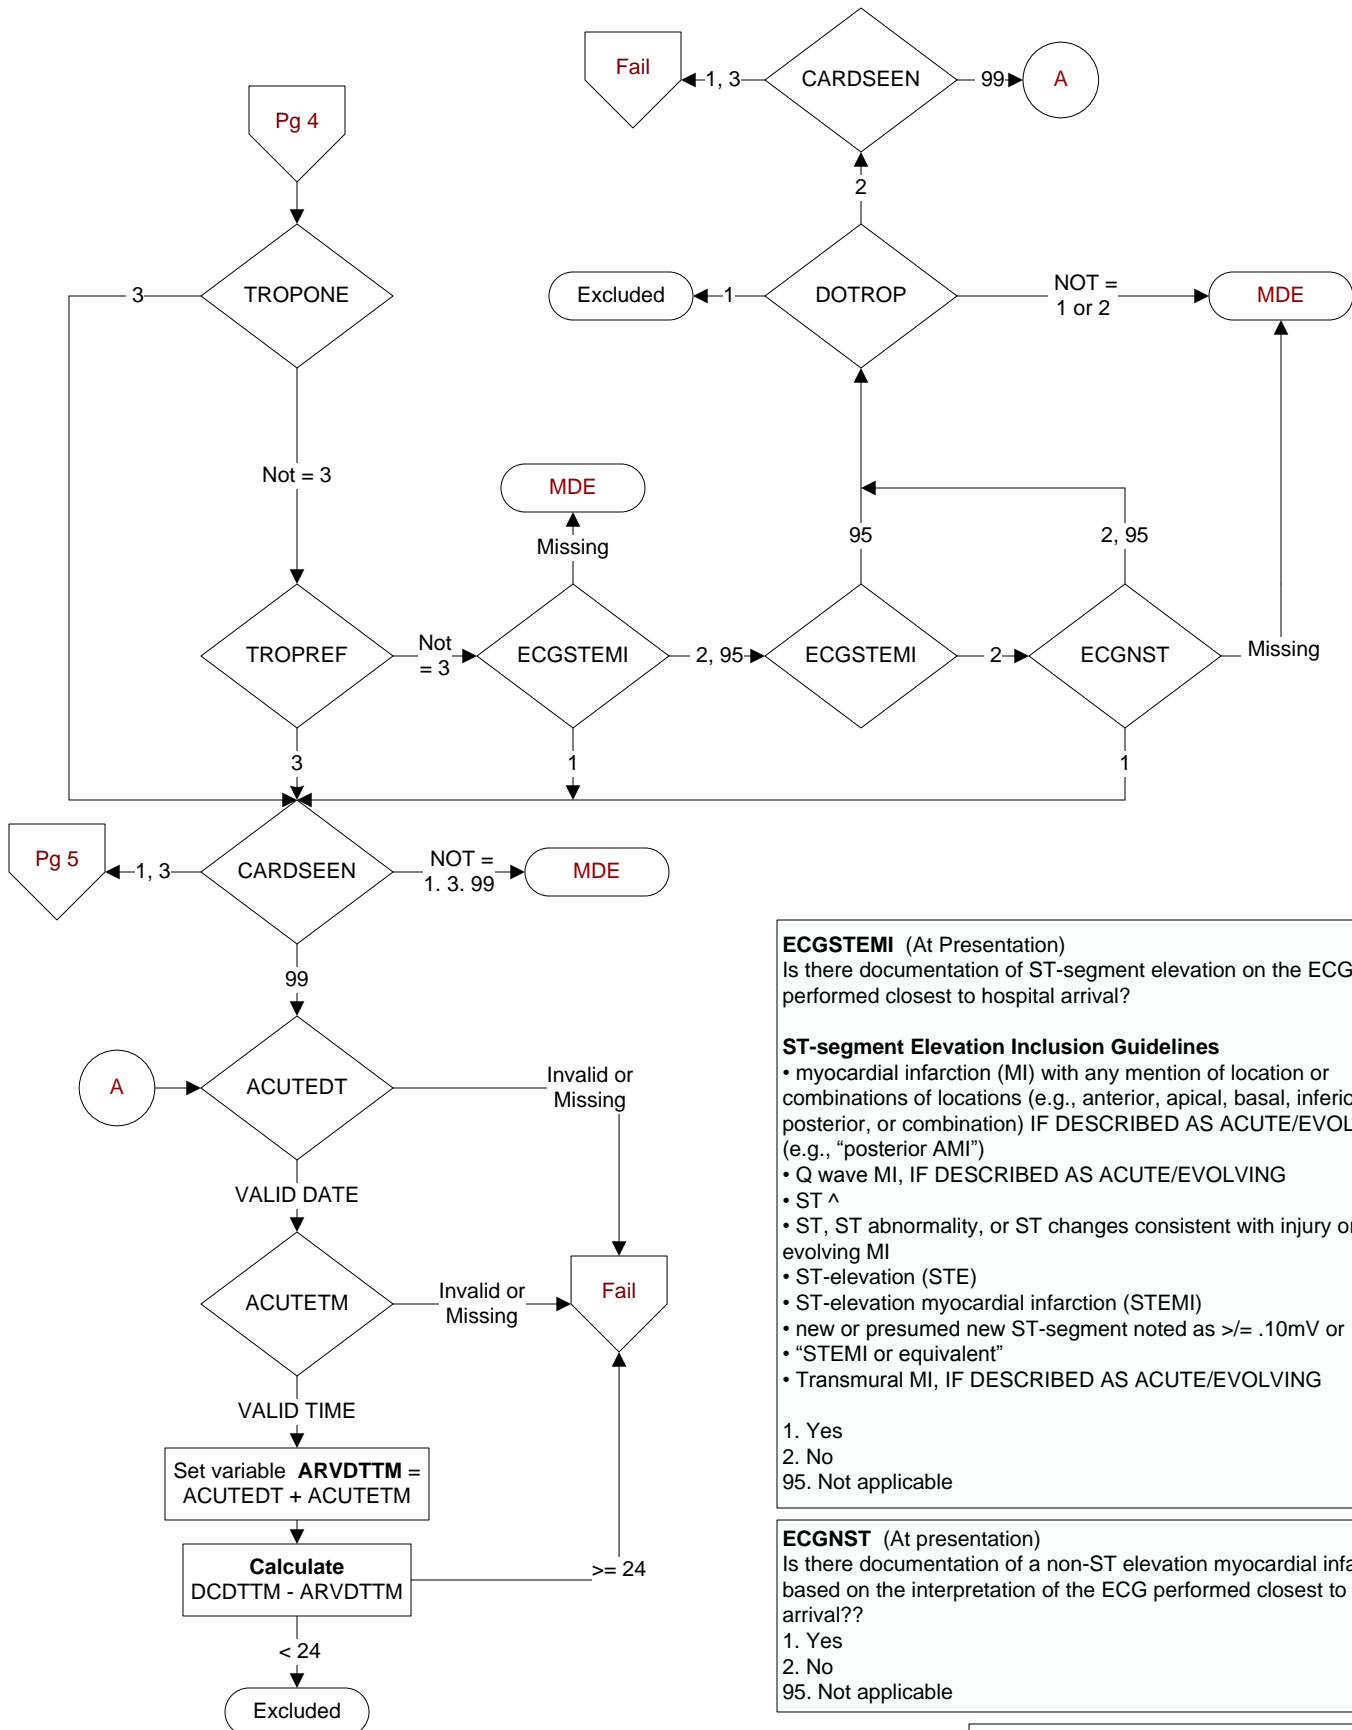 Fail
1, 3
CARDSEEN
99
A
Pg 4
2
3
TROPONE
Excluded
1
DOTROP
NOT =
1 or 2
MDE
Not = 3
MDE
Missing
95
2, 95
TROPREF
Not
= 3
ECGSTEMI
2, 95
ECGSTEMI
2
ECGNST
Missing
3
1
1
Pg 5
1, 3
CARDSEEN
NOT =
1. 3. 99
MDE
99
A
ACUTEDT
Invalid or
Missing
VALID DATE
ACUTETM
Invalid or
Missing
Fail
VALID TIME
Set variable ARVDTTM =
ACUTEDT + ACUTETM
Calculate
DCDTTM - ARVDTTM
>= 24
< 24
Excluded
ECGSTEMI (At Presentation)
Is there documentation of ST-segment elevation on the ECG
performed closest to hospital arrival?
ST-segment Elevation Inclusion Guidelines
• myocardial infarction (MI) with any mention of location or
combinations of locations (e.g., anterior, apical, basal, inferio
posterior, or combination) IF DESCRIBED AS ACUTE/EVOL
(e.g., “posterior AMI”)
• Q wave MI, IF DESCRIBED AS ACUTE/EVOLVING
• ST ^
• ST, ST abnormality, or ST changes consistent with injury or
evolving MI
• ST-elevation (STE)
• ST-elevation myocardial infarction (STEMI)
• new or presumed new ST-segment noted as >/= .10mV or
• “STEMI or equivalent”
• Transmural MI, IF DESCRIBED AS ACUTE/EVOLVING
1. Yes
2. No
95. Not applicable
ECGNST (At presentation)
Is there documentation of a non-ST elevation myocardial infa
based on the interpretation of the ECG performed closest to
arrival??
1. Yes
2. No
95. Not applicable